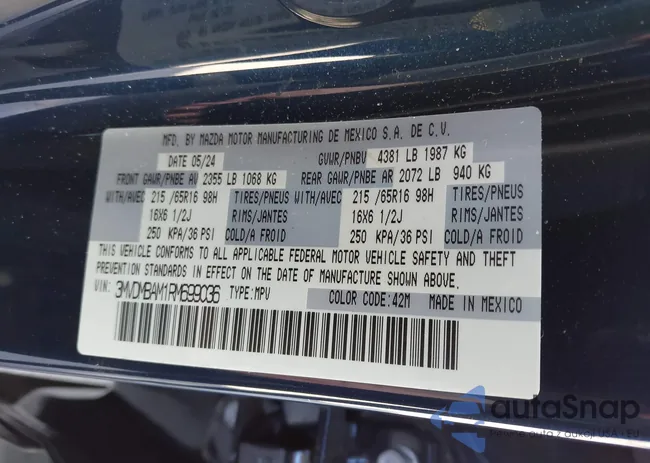 MFD. BY MAZDA MOTOR MANUFACTURING DE MEXICO S.A. DE C.V.
DATE 05/24 GVWR/PNBV 4381 LB 1987 KG
FRONT GAWR/PNBE AV 2355 LB 1068 KG REAR GAWR/PNBE AR 2072 LB 940 KG
WITH/AVEC 215 /65R16 98H TIRES/PNEUS WITH/AVEC 215 /65R16 98H TIRES/PNEUS
16X6 1/2J RIMS/JANTES 16X6 1/2J RIMS/JANTES
250 KPA/36 PSI COLD/A FROID 250 KPA/36 PSI COLD/A FROID
THIS VEHICLE CONFORMS TO ALL APPLICABLE FEDERAL MOTOR VEHICLE SAFETY AND THEFT
PREVENTION STANDARDS IN EFFECT ON THE DATE OF MANUFACTURE SHOWN ABOVE.
VIN: 3MVDMBAM1RM699036 TYPE:MPV COLOR CODE:42M MADE IN MEXICO
autoSnap
USA • EU